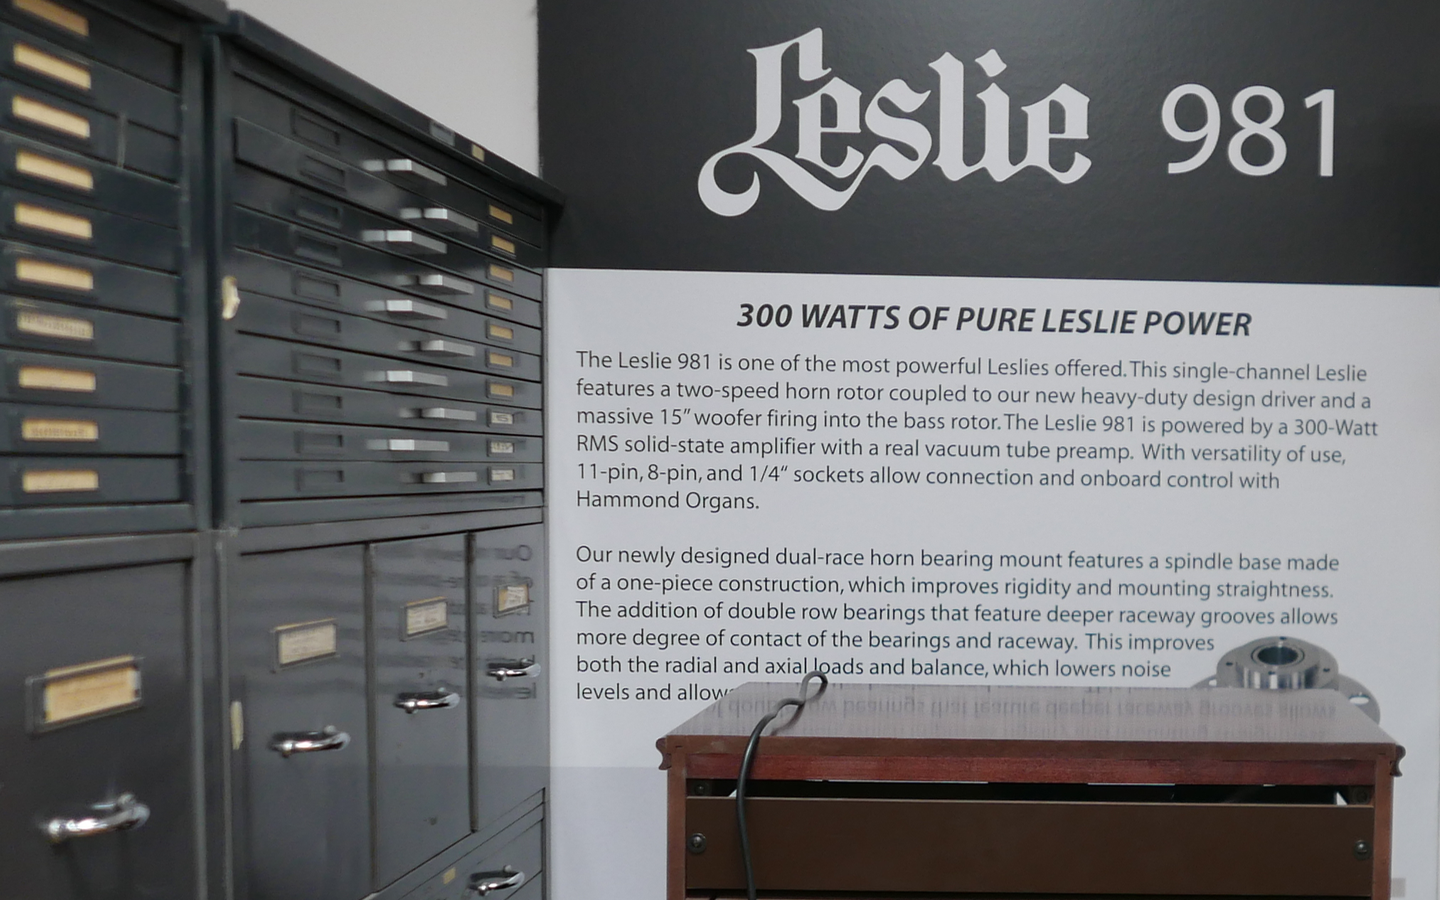 Leslie 981
300 WATTS OF PURE LESLIE POWER
The Leslie 981 is one of the most powerful Leslies offered. This single-channel Leslie
features a two-speed horn rotor coupled to our new heavy-duty design driver and a
massive 15” woofer firing into the bass rotor. The Leslie 981 is powered by a 300-Watt
RMS solid-state amplifier with a real vacuum tube preamp. With versatility of use,
11-pin, 8-pin, and 1/4“ sockets allow connection and onboard control with
Hammond Organs.
Our newly designed dual-race horn bearing mount features a spindle base made
of a one-piece construction, which improves rigidity and mounting straightness.
The addition of double row bearings that feature deeper raceway grooves allows
more degree of contact of the bearings and raceway. This improves
both the radial and axial loads and balance, which lowers noise
levels and allow